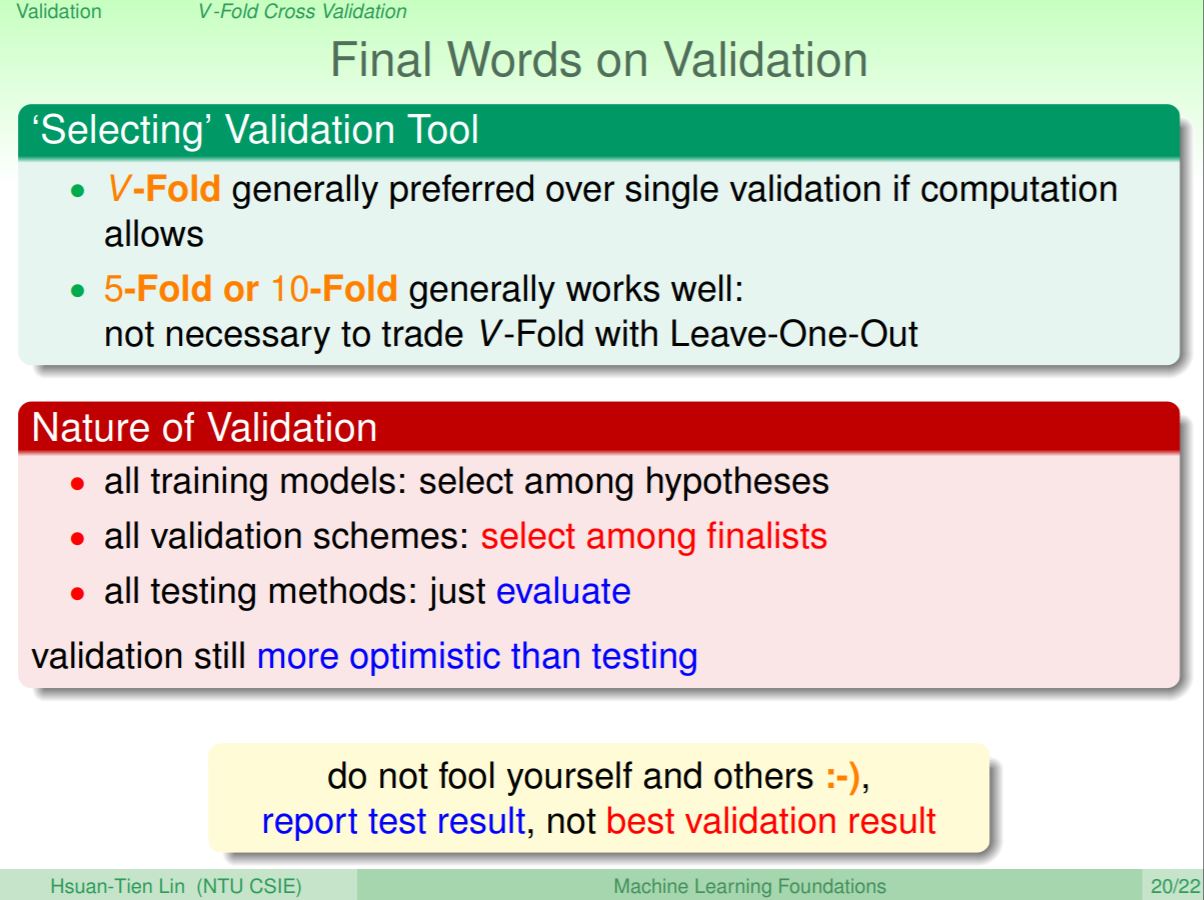 Validation V-Fold Cross Validation
Final Words on Validation
‘Selecting’ Validation Tool
• V-Fold generally preferred over single validation if computation
allows
• 5-Fold or 10-Fold generally works well:
not necessary to trade V-Fold with Leave-One-Out
Nature of Validation
• all training models: select among hypotheses
• all validation schemes: select among finalists
• all testing methods: just evaluate
validation still more optimistic than testing
do not fool yourself and others :-),
report test result, not best validation result
Hsuan-Tien Lin (NTU CSIE) Machine Learning Foundations 20/22